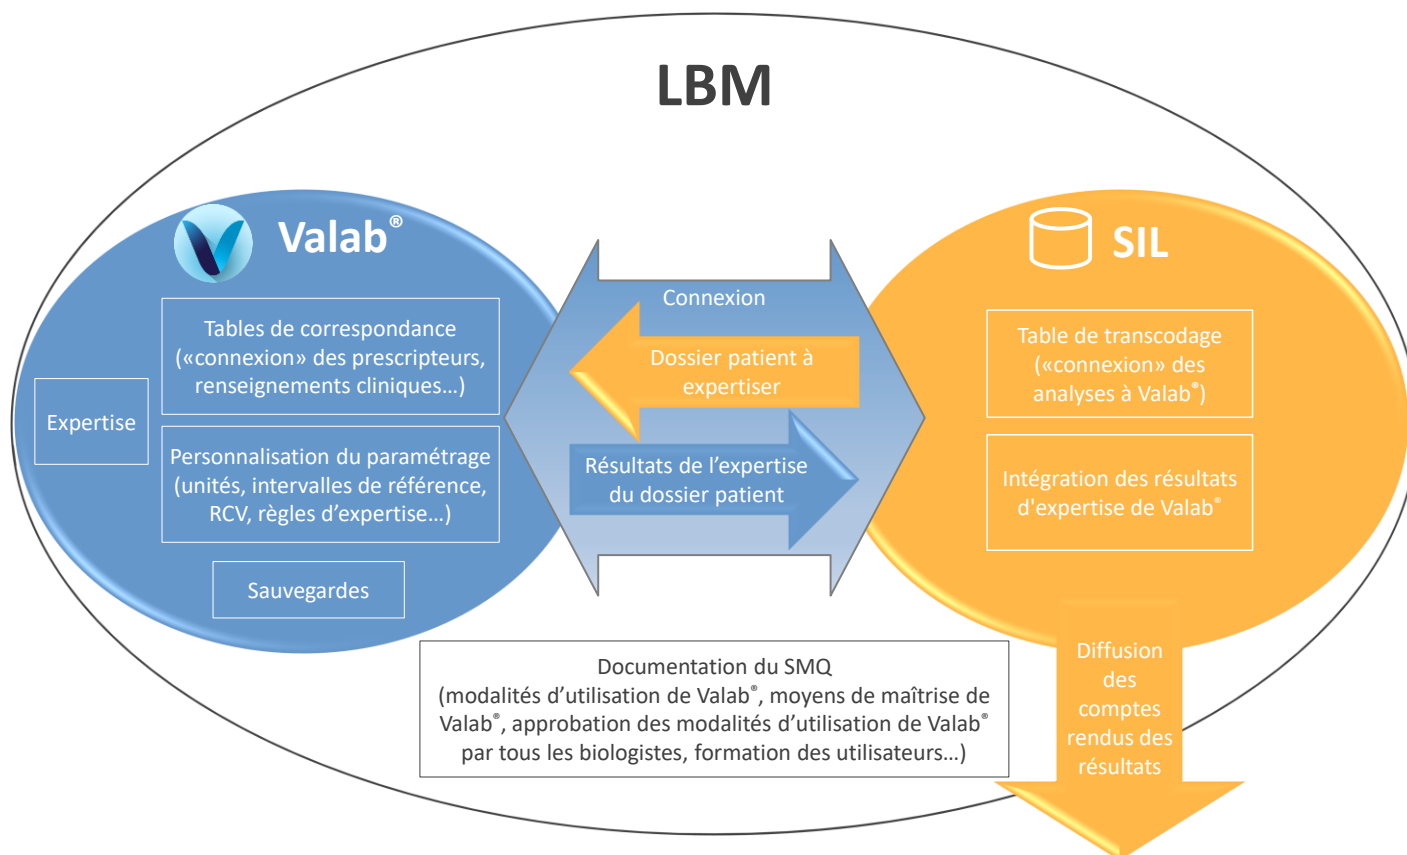 LBM
Valab®
Tables de correspondance
(«connexion» des prescripteurs,
renseignements cliniques…)
Expertise
Personnalisation du paramétrage
(unités, intervalles de référence,
RCV, règles d’expertise…)
Sauvegardes
Connexion
Dossier patient à
expertiser
Résultats de l’expertise
du dossier patient
SIL
Table de transcodage
(«connexion» des
analyses à Valab®)
Intégration des résultats
d'expertise de Valab®
Documentation du SMQ
(modalités d’utilisation de Valab®, moyens de maîtrise de
Valab®, approbation des modalités d’utilisation de Valab®
par tous les biologistes, formation des utilisateurs…)
Diffusion
des
comptes
rendus des
résultats